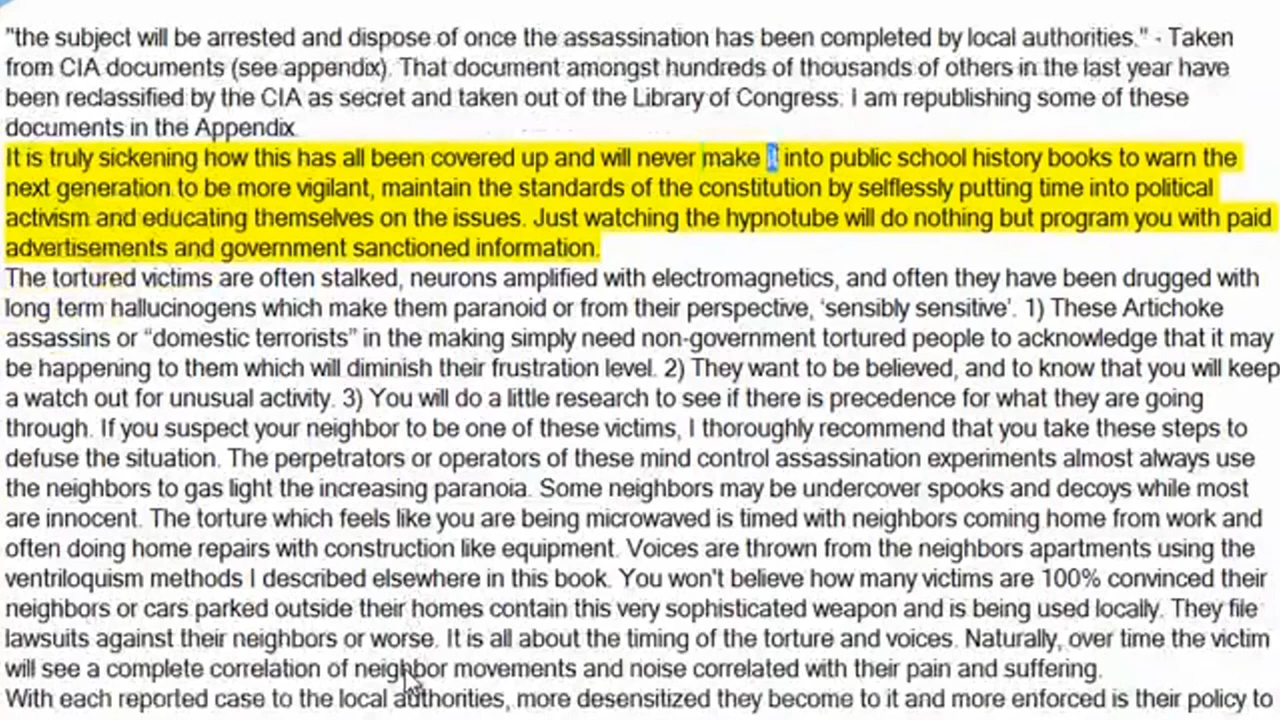 "the subject will be arrested and dispose of once the assassination has been completed by local authorities." - Taken
from CIA documents (see appendix). That document amongst hundreds of thousands of others in the last year have
been reclassified by the CIA as secret and taken out of the Library of Congress. I am republishing some of these
documents in the Appendix.
It is truly sickening how this has all been covered up and will never make it into public school history books to warn the
next generation to be more vigilant, maintain the standards of the constitution by selflessly putting time into political
activism and educating themselves on the issues. Just watching the hypnotube will do nothing but program you with paid
advertisements and government sanctioned information.
The tortured victims are often stalked, neurons amplified with electromagnetics, and often they have been drugged with
long term hallucinogens which make them paranoid or from their perspective, ‘sensibly sensitive’. 1) These Artichoke
assassins or “domestic terrorists” in the making simply need non-government tortured people to acknowledge that it may
be happening to them which will diminish their frustration level. 2) They want to be believed, and to know that you will keep
a watch out for unusual activity. 3) You will do a little research to see if there is precedence for what they are going
through. If you suspect your neighbor to be one of these victims, I thoroughly recommend that you take these steps to
defuse the situation. The perpetrators or operators of these mind control assassination experiments almost always use
the neighbors to gas light the increasing paranoia. Some neighbors may be undercover spooks and decoys while most
are innocent. The torture which feels like you are being microwaved is timed with neighbors coming home from work and
often doing home repairs with construction like equipment. Voices are thrown from the neighbors apartments using the
ventriloquism methods I described elsewhere in this book. You won't believe how many victims are 100% convinced their
neighbors or cars parked outside their homes contain this very sophisticated weapon and is being used locally. They file
lawsuits against their neighbors or worse. It is all about the timing of the torture and voices. Naturally, over time the victim
will see a complete correlation of neighbor movements and noise correlated with their pain and suffering.
With each reported case to the local authorities, more desensitized they become to it and more enforced is their policy to